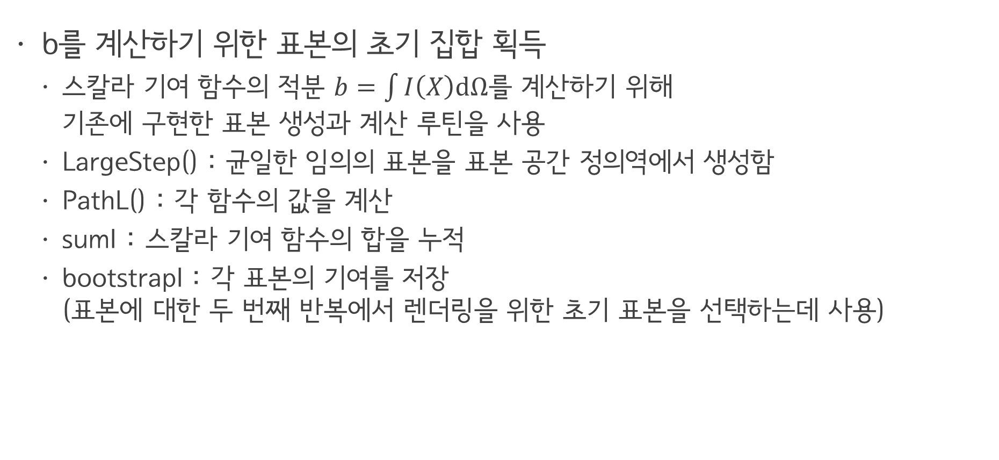 · b를 계산하기 위한 표본의 초기 집합 획득
· 스칼라 기여 함수의 적분 b = ∫ I(X)dΩ를 계산하기 위해
기존에 구현한 표본 생성과 계산 루틴을 사용
· LargeStep() : 균일한 임의의 표본을 표본 공간 정의역에서 생성함
· PathL() : 각 함수의 값을 계산
· sumI : 스칼라 기여 함수의 합을 누적
· bootstrapI : 각 표본의 기여를 저장
(표본에 대한 두 번째 반복에서 렌더링을 위한 초기 표본을 선택하는데 사용)